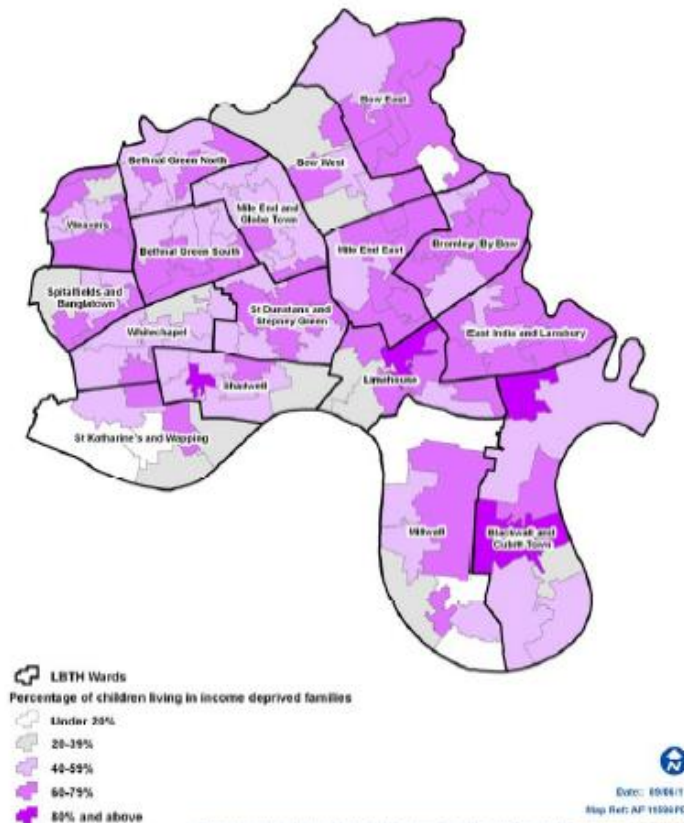 Bow East
Bethnal Green North
Bow West
Mile End and
Globe Town
Weavers
Bethnal Green South
Mile End East
Bromley By Bow
Spitalfields and
Banglatown
St Dunstans and
Stepney Green
Whitechapel
East India and Lansbury
Limehouse
Shadwell
St Katharine's and Wapping
Millwall
Blackwall and
Cubitt Town
LBTH Wards
Percentage of children living in income deprived families
Under 20%
20-39%
40-59%
60-79%
80% and above
N
Date:
Map Ref: